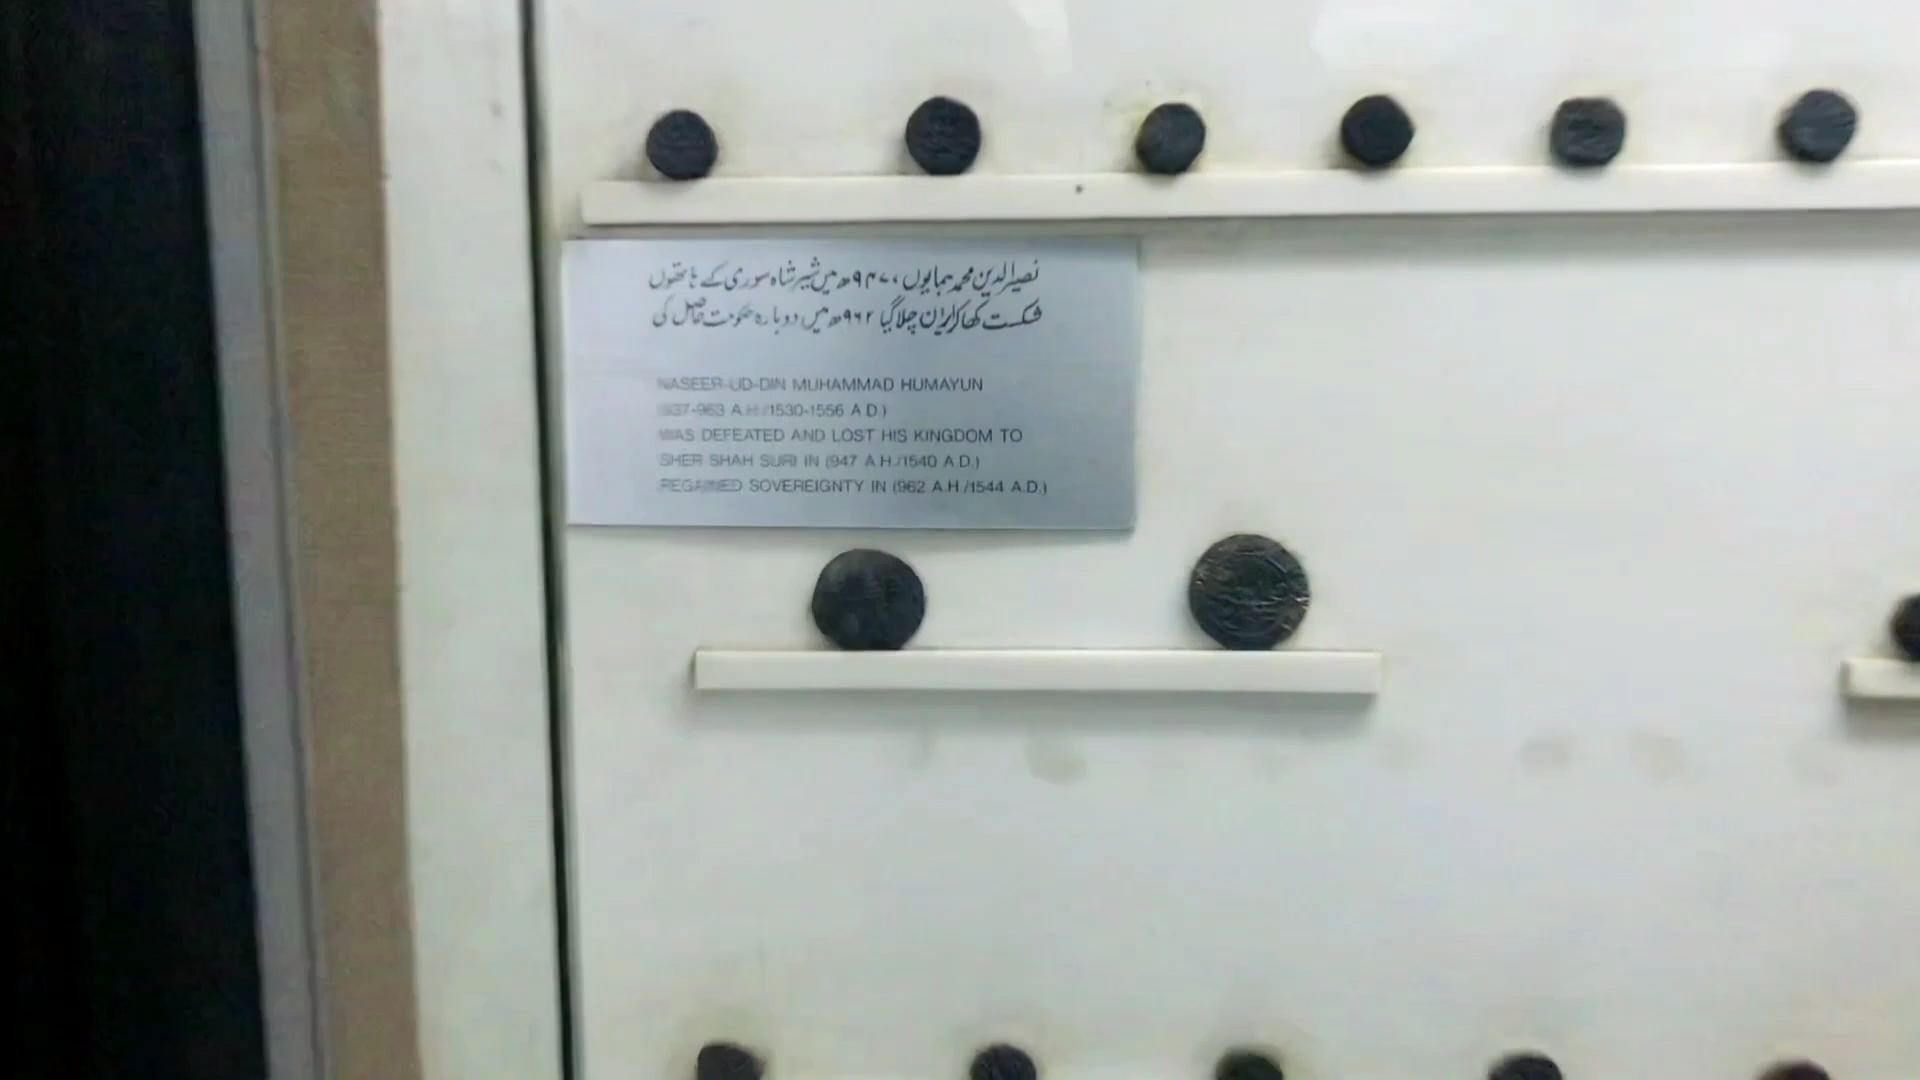 نصیرالدین محمد ہمایوں، ۹۴۷ھ میں شیر شاہ سوری کے ہاتھوں
شکست کھا کر ایران چلا گیا ۹۶۲ھ میں دوبارہ حکومت حاصل کی
NASEER-UD-DIN MUHAMMAD HUMAYUN
(937-963 A.H./1530-1556 A.D.)
WAS DEFEATED AND LOST HIS KINGDOM TO
SHER SHAH SURI IN (947 A.H./1540 A.D.)
REGAINED SOVEREIGNTY IN (962 A.H./1544 A.D.)